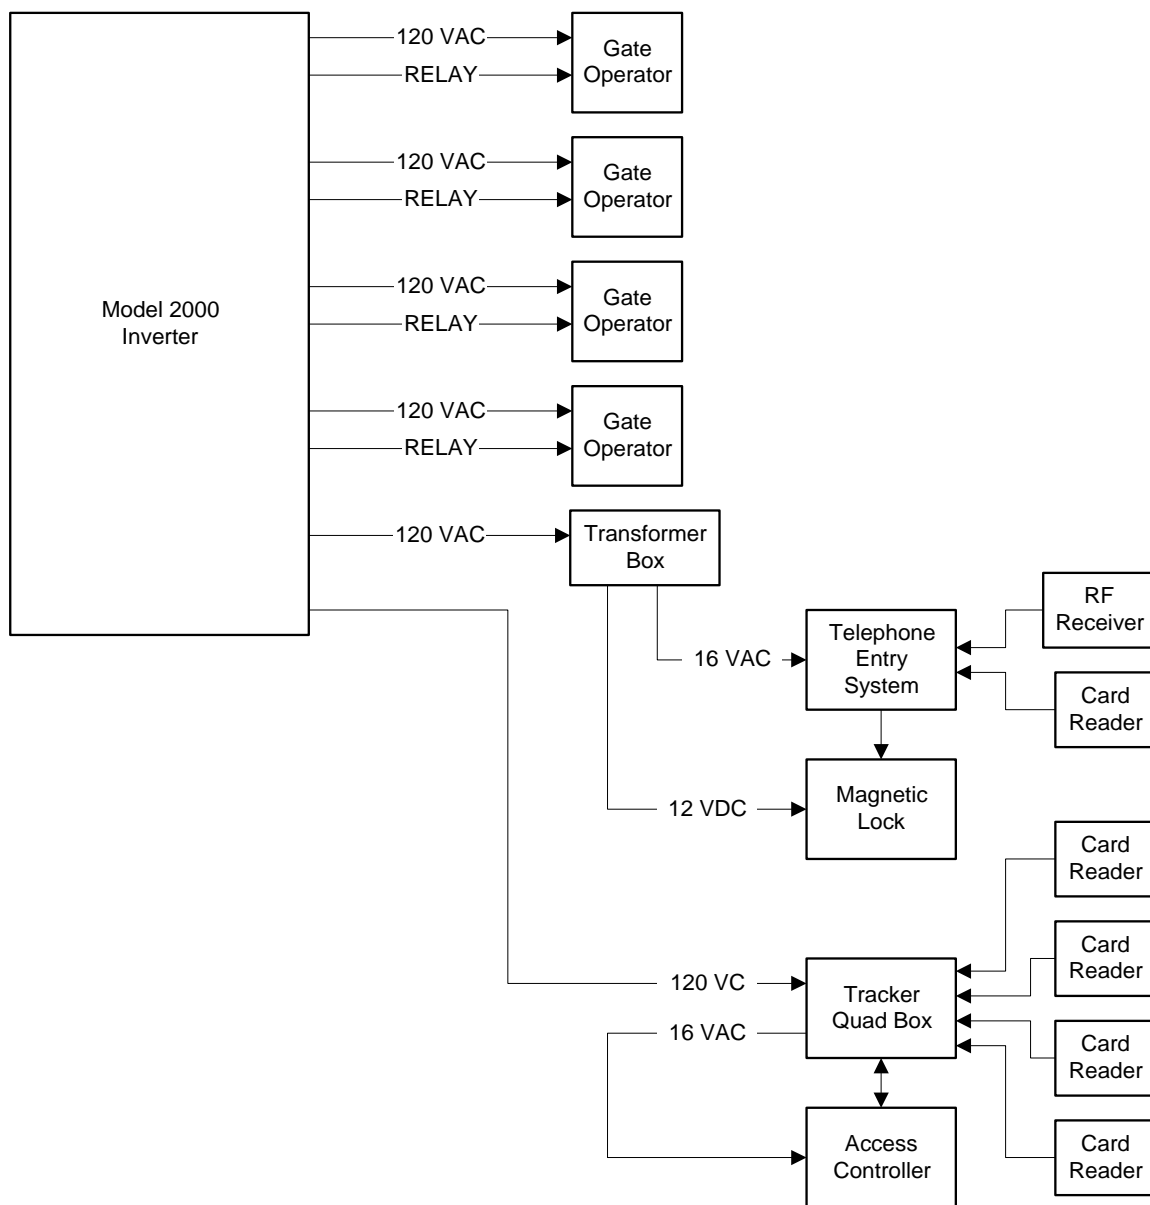 120 VAC
Gate
Operator
RELAY
120 VAC
Gate
Operator
RELAY
Model 2000
Inverter
120 VAC
Gate
Operator
RELAY
120 VAC
Gate
Operator
RELAY
120 VAC
Transformer
Box
RF
Receiver
16 VAC
Telephone
Entry
System
Card
Reader
12 VDC
Magnetic
Lock
Card
Reader
Card
Reader
120 VC
Tracker
Quad Box
16 VAC
Card
Reader
Access
Controller
Card
Reader